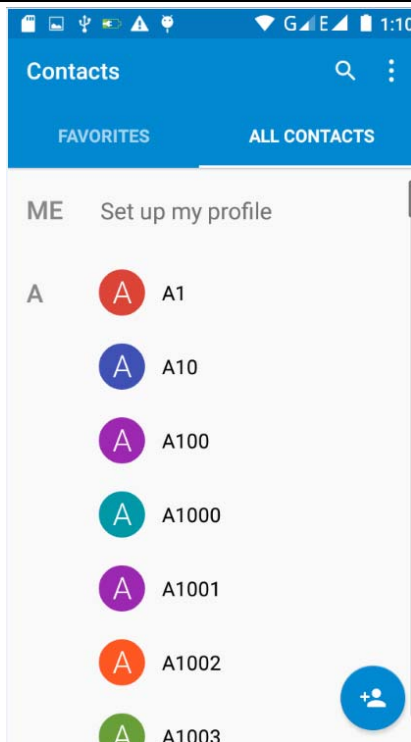 G E 1:10
Contacts
FAVORITES ALL CONTACTS
ME Set up my profile
A A A1
A A10
A A100
A A1000
A A1001
A A1002
A A1003